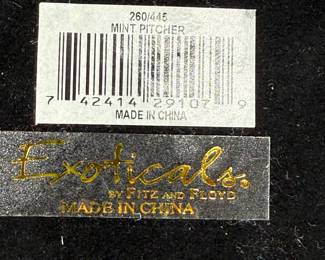 260/445
MINT PITCHER
7 42414 29107 9
MADE IN CHINA
Exoticals.
BY FITZ AND FLOYD
MADE IN CHINA